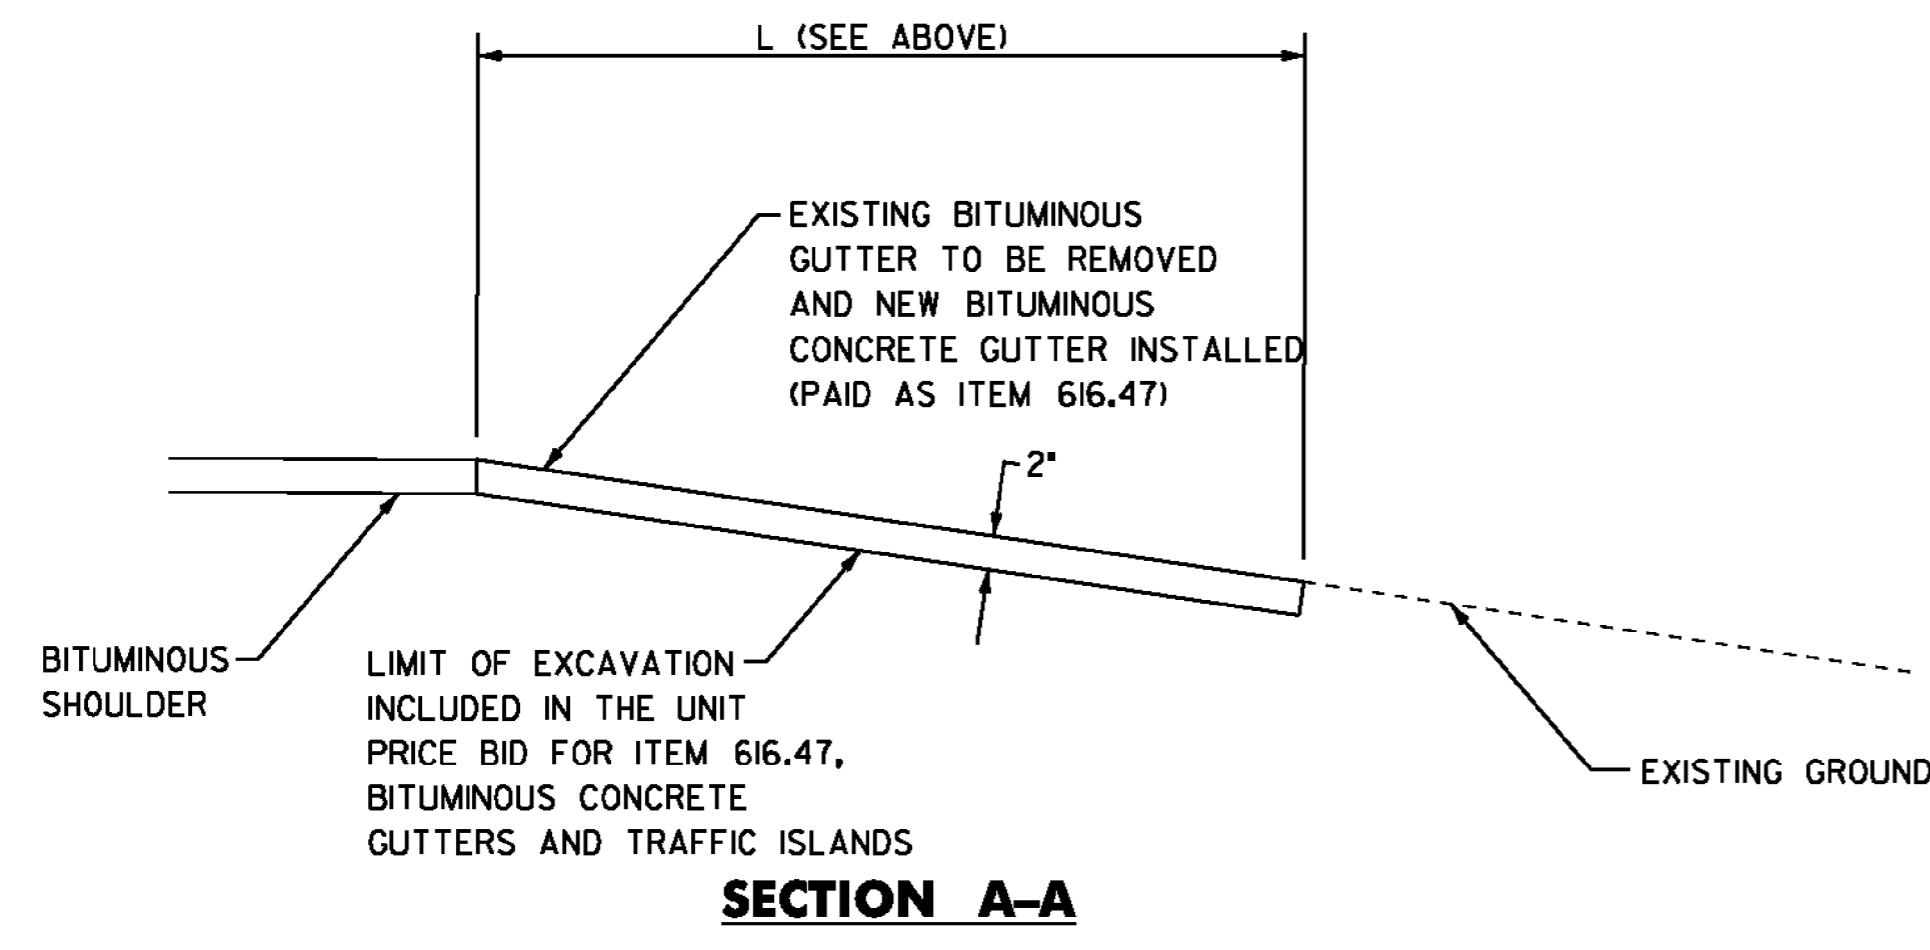 L (SEE ABOVE)
EXISTING BITUMINOUS
GUTTER TO BE REMOVED
AND NEW BITUMINOUS
CONCRETE GUTTER INSTALLED
(PAID AS ITEM 616.47)
2"
BITUMINOUS
SHOULDER
LIMIT OF EXCAVATION
INCLUDED IN THE UNIT
PRICE BID FOR ITEM 616.47,
BITUMINOUS CONCRETE
GUTTERS AND TRAFFIC ISLANDS
EXISTING GROUND
SECTION A-A